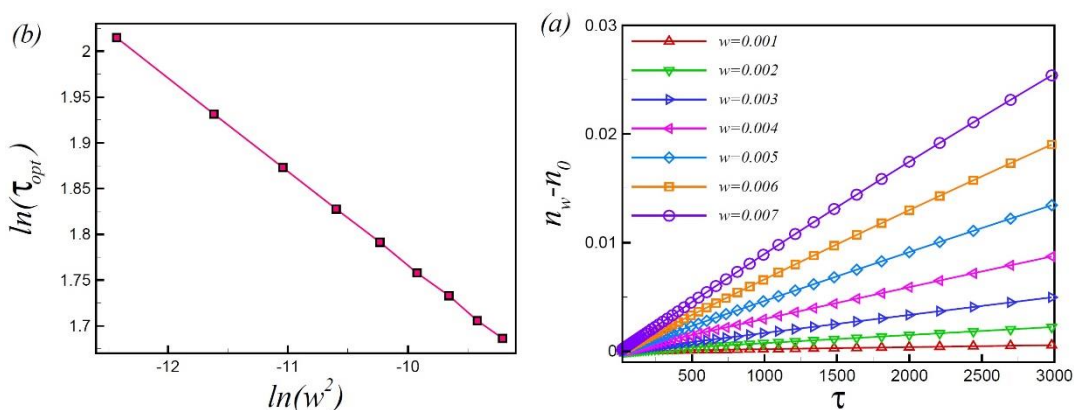 (b)
2
1.95
1.9
1.85
1.8
1.75
1.7
ln(τopt)
-12
-11
-10
ln(w²)
(a)
0.03
0.02
0.01
0
nw-n0
w=0.001
w=0.002
w=0.003
w=0.004
w=0.005
w=0.006
w=0.007
500
1000
1500
2000
2500
3000
τ